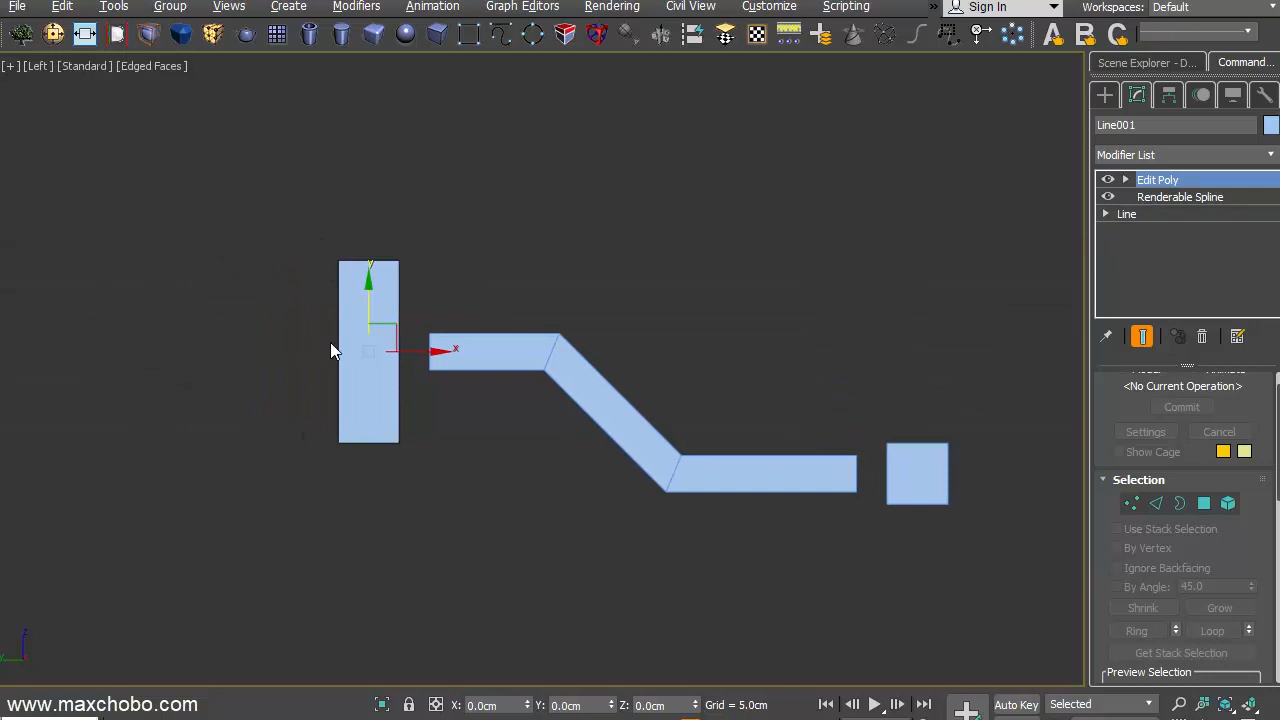 File Edit Tools Group Views Create Modifiers Animation Graph Editors Rendering Civil View Customize Scripting » Sign In Workspaces: Default
[+] [Left] [Standard] [Edged Faces]
Scene Explorer - D... Comman...
Line001
Modifier List
Edit Poly
Renderable Spline
Line
y
x
<No Current Operation>
Commit
Settings Cancel
Show Cage
Selection
Use Stack Selection
By Vertex
Ignore Backfacing
By Angle: 45.0
Shrink Grow
Ring Loop
Get Stack Selection
Preview Selection
z
y
www.maxchobo.com X: 0.0cm Y: 0.0cm Z: 0.0cm Grid = 5.0cm Auto Key Selected